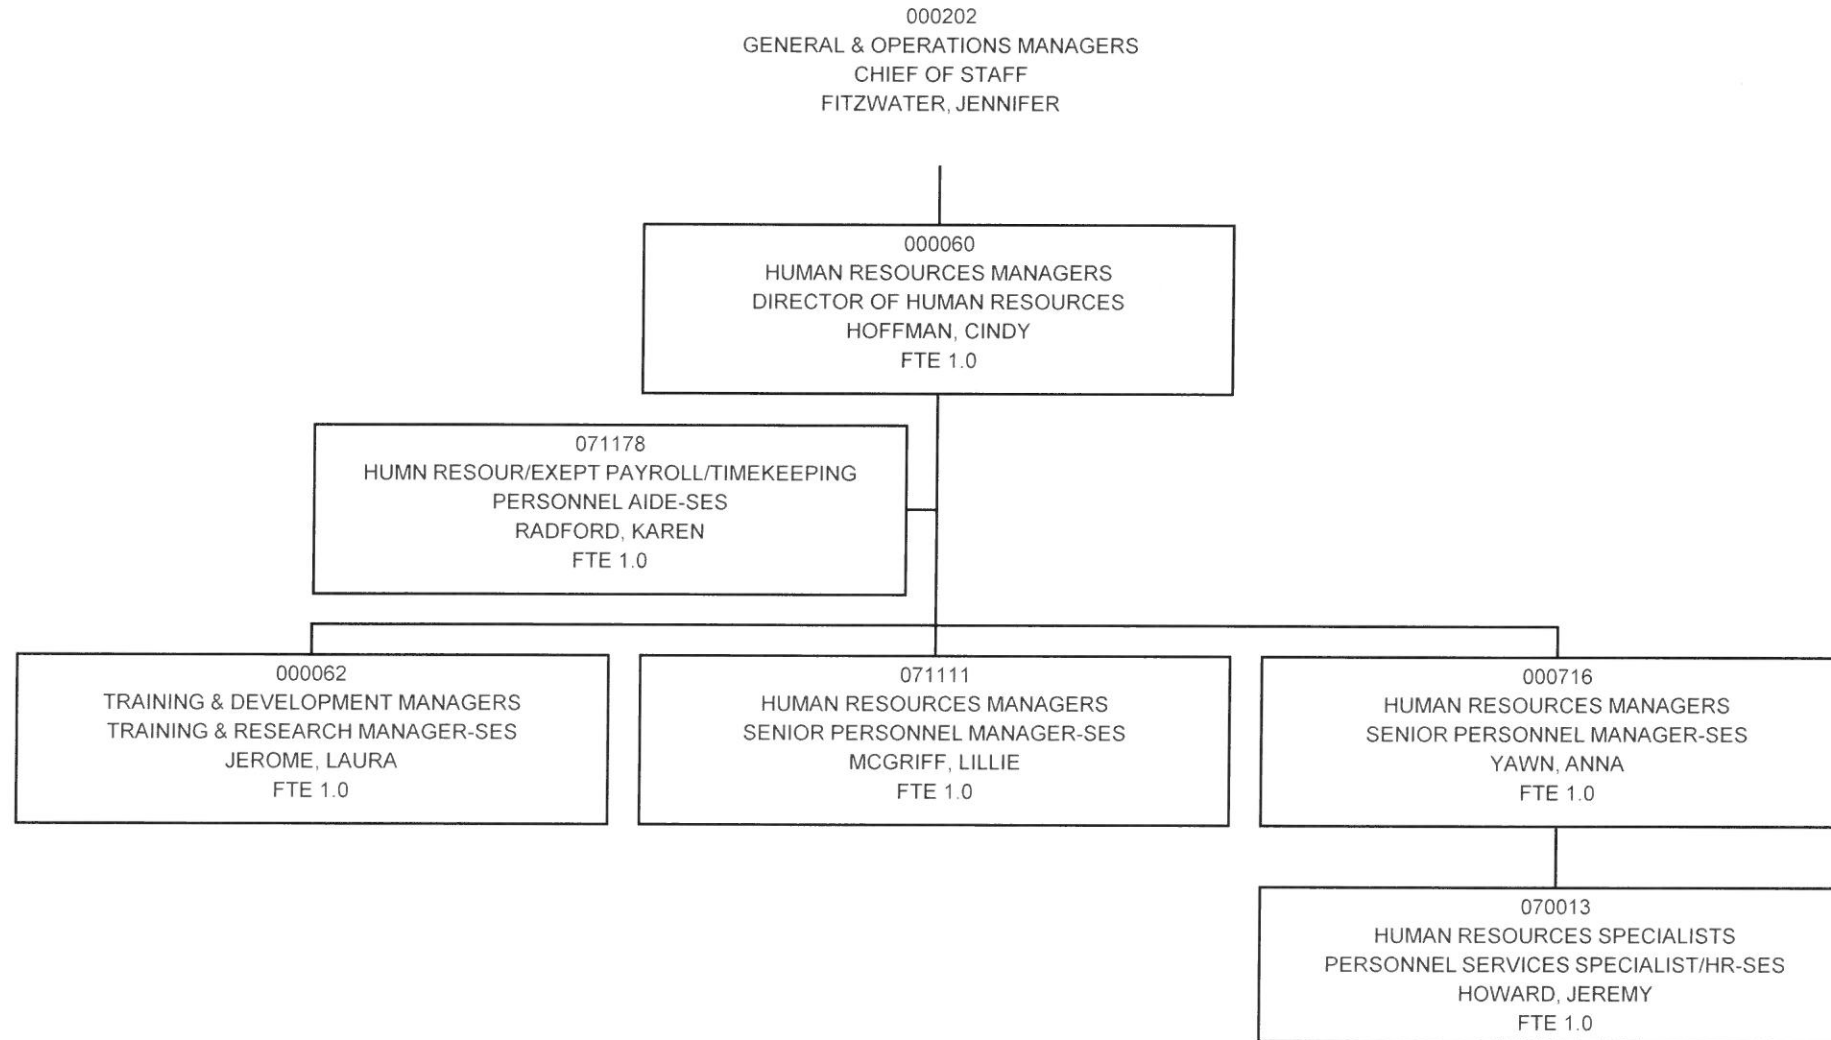 000202
GENERAL & OPERATIONS MANAGERS
CHIEF OF STAFF
FITZWATER, JENNIFER
000060
HUMAN RESOURCES MANAGERS
DIRECTOR OF HUMAN RESOURCES
HOFFMAN, CINDY
FTE 1.0
071178
HUMN RESOUR/EXEPT PAYROLL/TIMEKEEPING
PERSONNEL AIDE-SES
RADFORD, KAREN
FTE 1.0
000062
TRAINING & DEVELOPMENT MANAGERS
TRAINING & RESEARCH MANAGER-SES
JEROME, LAURA
FTE 1.0
071111
HUMAN RESOURCES MANAGERS
SENIOR PERSONNEL MANAGER-SES
MCGRIFF, LILLIE
FTE 1.0
000716
HUMAN RESOURCES MANAGERS
SENIOR PERSONNEL MANAGER-SES
YAWN, ANNA
FTE 1.0
070013
HUMAN RESOURCES SPECIALISTS
PERSONNEL SERVICES SPECIALIST/HR-SES
HOWARD, JEREMY
FTE 1.0